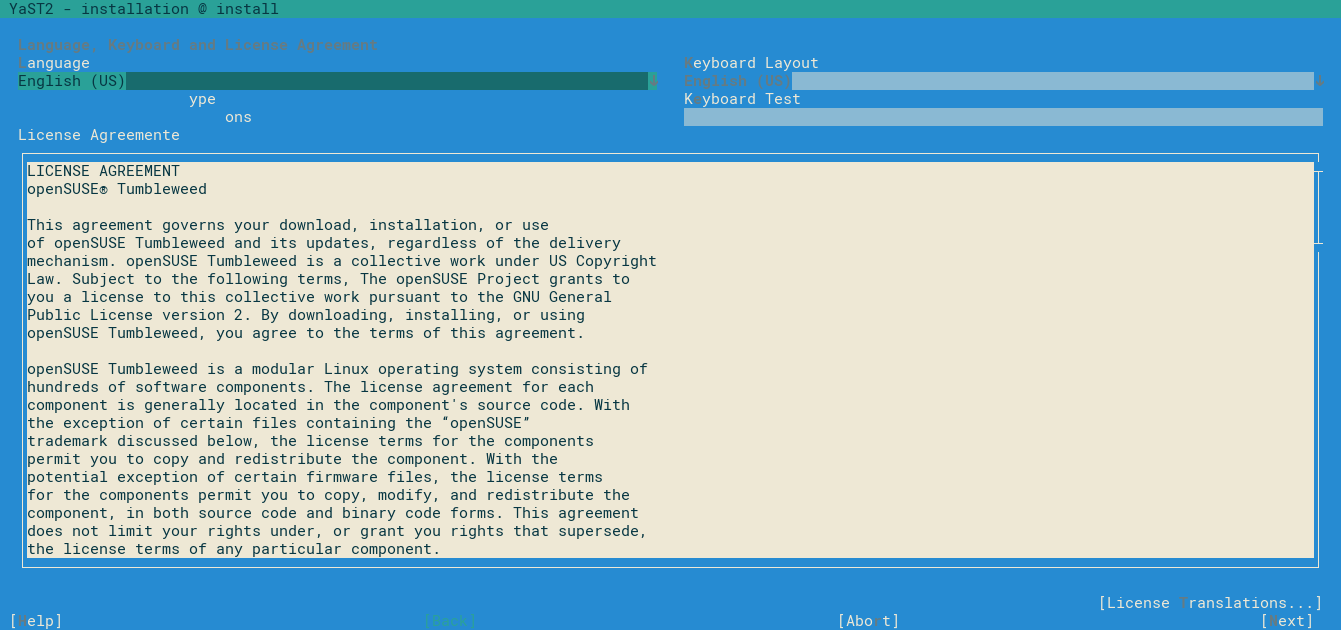 YaST2 - installation @ install
Language, Keyboard and License Agreement
Language
Keyboard Layout
English (US)
English (US)
ype
Keyboard Test
ons
License Agreemente
LICENSE AGREEMENT
openSUSE® Tumbleweed
This agreement governs your download, installation, or use
of openSUSE Tumbleweed and its updates, regardless of the delivery
mechanism. openSUSE Tumbleweed is a collective work under US Copyright
Law. Subject to the following terms, The openSUSE Project grants to
you a license to this collective work pursuant to the GNU General
Public License version 2. By downloading, installing, or using
openSUSE Tumbleweed, you agree to the terms of this agreement.
openSUSE Tumbleweed is a modular Linux operating system consisting of
hundreds of software components. The license agreement for each
component is generally located in the component's source code. With
the exception of certain files containing the “openSUSE”
trademark discussed below, the license terms for the components
permit you to copy and redistribute the component. With the
potential exception of certain firmware files, the license terms
for the components permit you to copy, modify, and redistribute the
component, in both source code and binary code forms. This agreement
does not limit your rights under, or grant you rights that supersede,
the license terms of any particular component.
[License Translations...]
[Help]
[Back]
[Abort]
[Next]